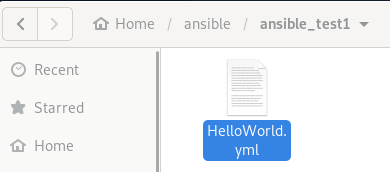 Home / ansible / ansible_test1
Recent
Starred
Home
HelloWorld.
yml